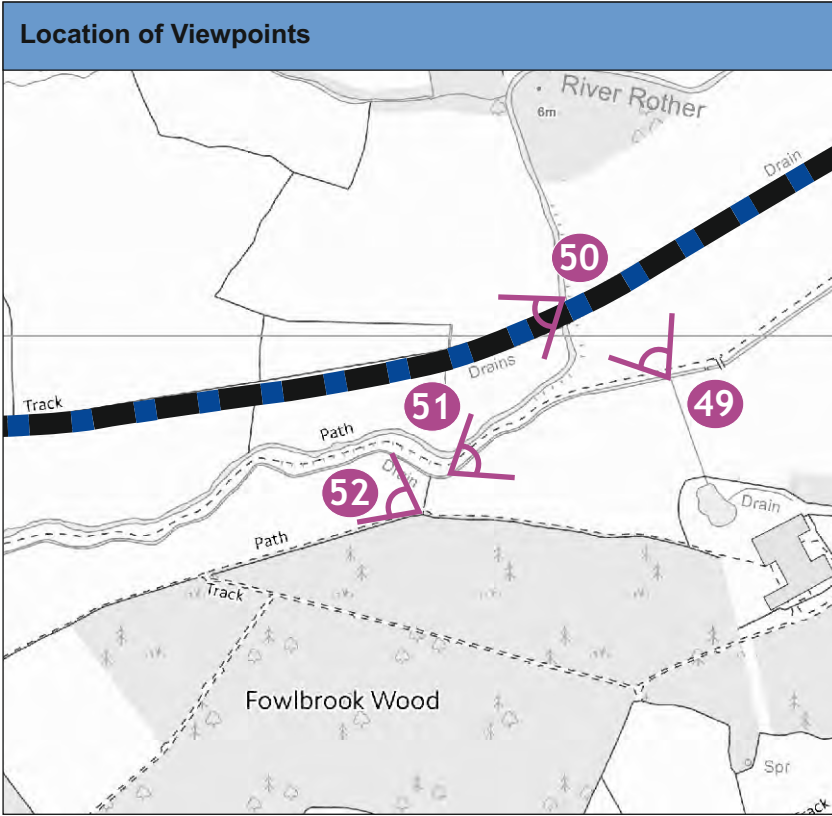 Location of Viewpoints
River Rother
6m
Drain
50
Drains
Track
51
49
Path
Drain
52
Drain
Path
Track
Fowlbrook Wood
Spr
Track